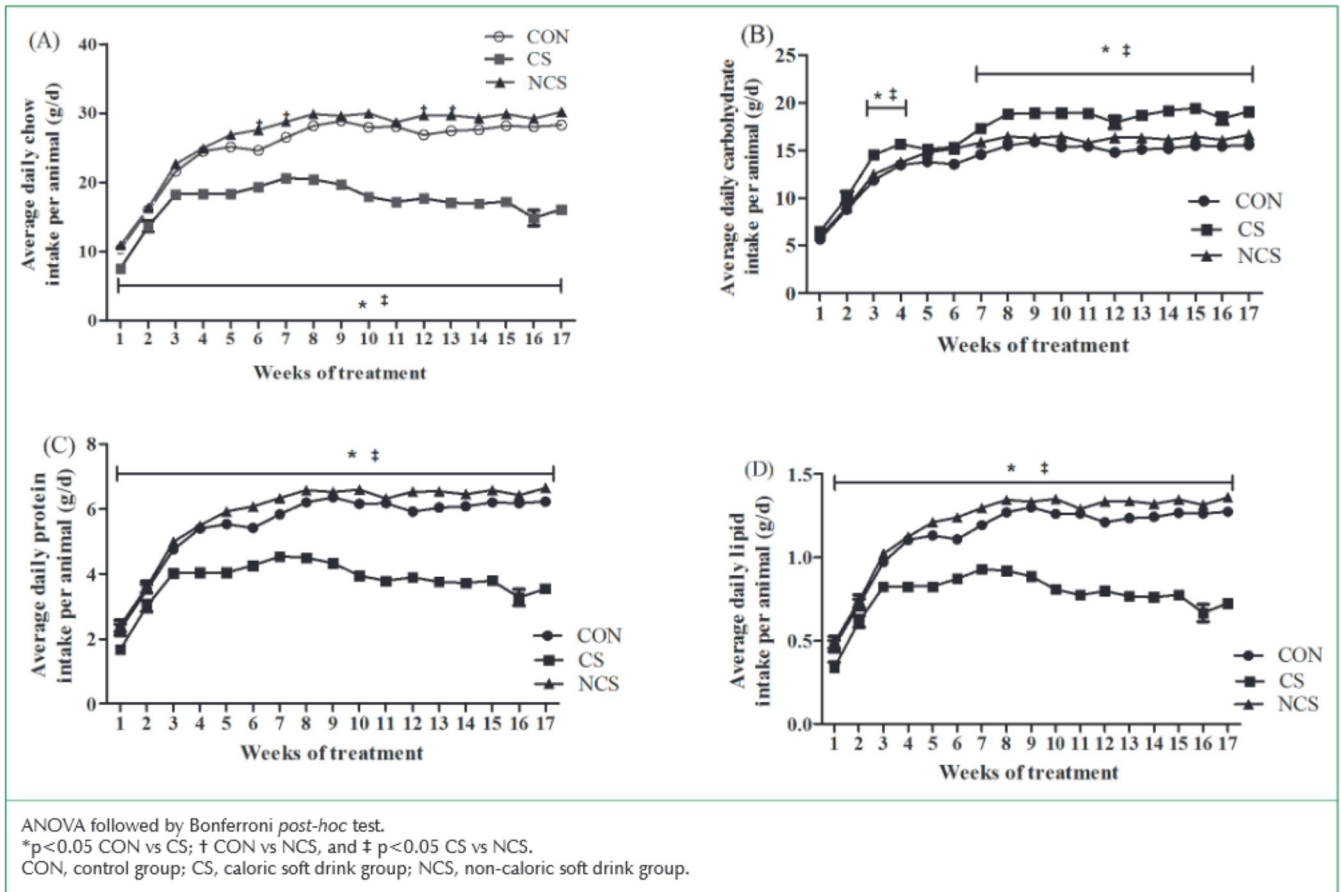 (A)
CON
CS
NCS
Average daily chow
intake per animal (g/d)
40
30
20
10
0
‡ ‡ ‡ ‡
* ‡
1 2 3 4 5 6 7 8 9 10 11 12 13 14 15 16 17
Weeks of treatment
(B)
Average daily carbohydrate
intake per animal (g/d)
25
20
15
10
5
0
* ‡
* ‡
CON
CS
NCS
1 2 3 4 5 6 7 8 9 10 11 12 13 14 15 16 17
Weeks of treatment
(C)
Average daily protein
intake per animal (g/d)
8
6
4
2
0
* ‡
CON
CS
NCS
1 2 3 4 5 6 7 8 9 10 11 12 13 14 15 16 17
Weeks of treatment
(D)
Average daily lipid
intake per animal (g/d)
1.5
1.0
0.5
0.0
* ‡
CON
CS
NCS
1 2 3 4 5 6 7 8 9 10 11 12 13 14 15 16 17
Weeks of treatment
ANOVA followed by Bonferroni post-hoc test.
*p<0.05 CON vs CS; † CON vs NCS, and ‡ p<0.05 CS vs NCS.
CON, control group; CS, caloric soft drink group; NCS, non-caloric soft drink group.